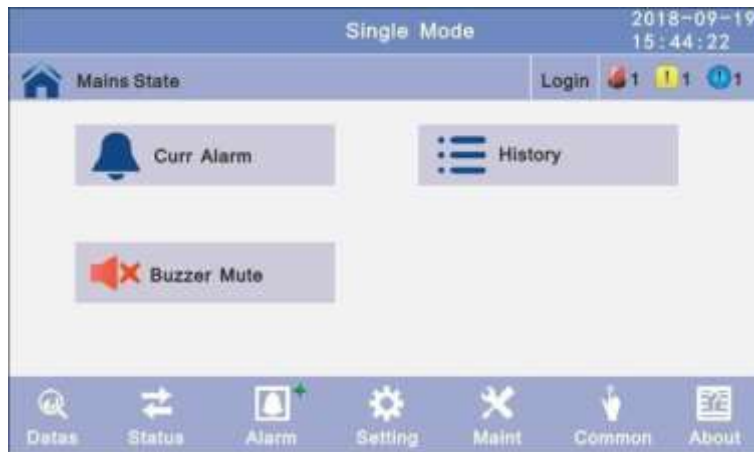 Single Mode
2018-09-19
15:44:22
Mains State
Login
1
! 1
! 1
Curr Alarm
History
Buzzer Mute
Datas
Status
Alarm
Setting
Maint
Common
About